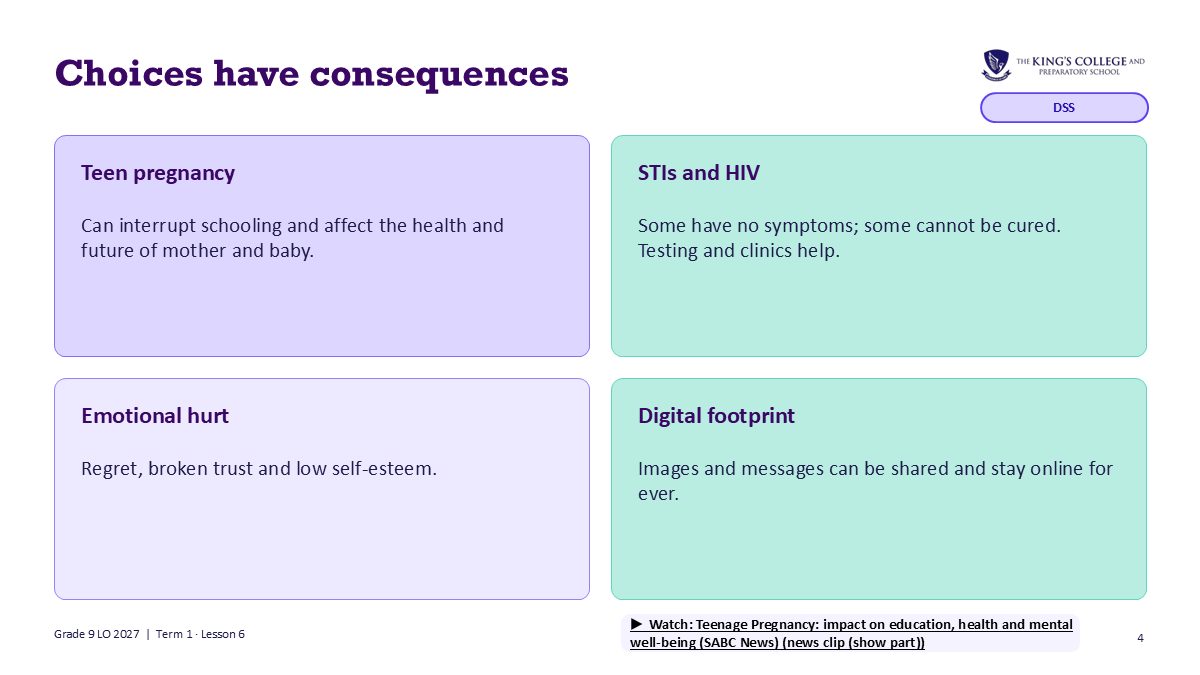 Choices have consequences
THE KING'S COLLEGE AND
PREPARATORY SCHOOL
DSS
Teen pregnancy
Can interrupt schooling and affect the health and
future of mother and baby.
STIs and HIV
Some have no symptoms; some cannot be cured.
Testing and clinics help.
Emotional hurt
Regret, broken trust and low self-esteem.
Digital footprint
Images and messages can be shared and stay online for
ever.
Grade 9 LO 2027 | Term 1 · Lesson 6
▶ Watch: Teenage Pregnancy: impact on education, health and mental
well-being (SABC News) (news clip (show part))
4